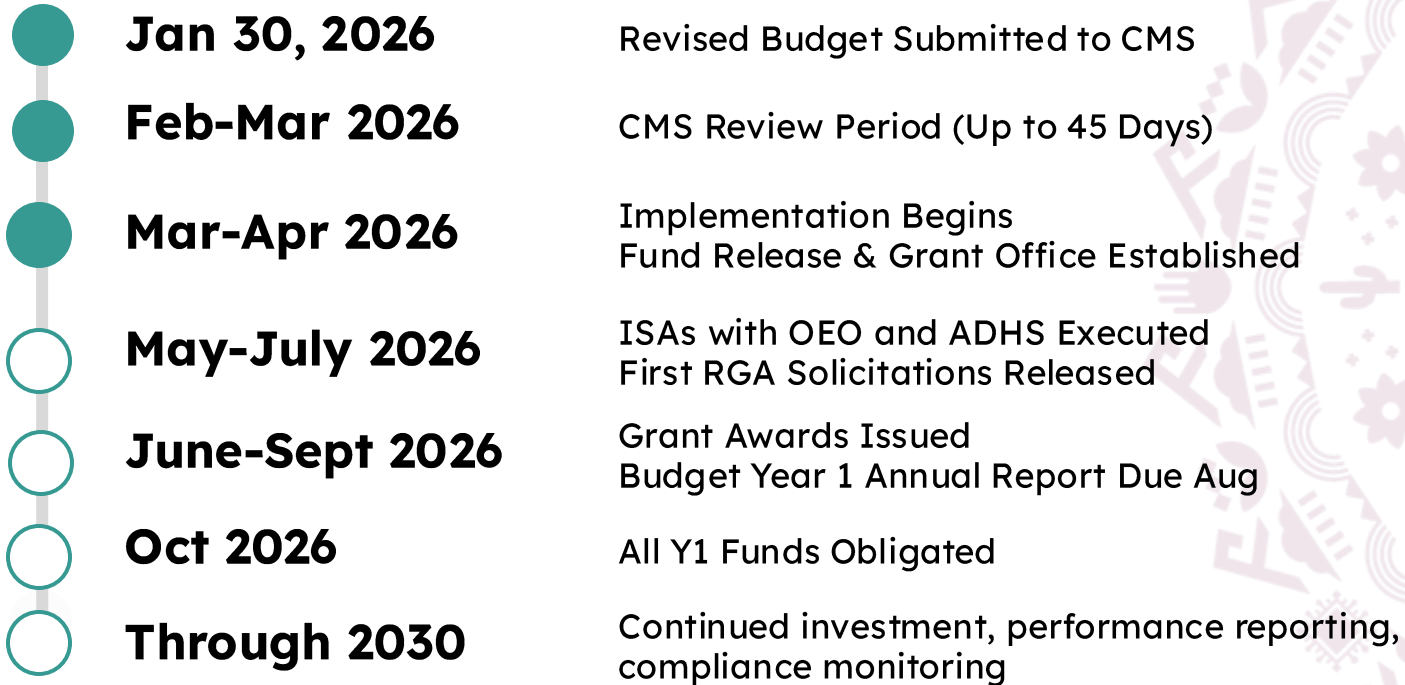 Jan 30, 2026
Revised Budget Submitted to CMS
Feb-Mar 2026
CMS Review Period (Up to 45 Days)
Mar-Apr 2026
Implementation Begins
Fund Release & Grant Office Established
May-July 2026
ISAs with OEO and ADHS Executed
First RGA Solicitations Released
June-Sept 2026
Grant Awards Issued
Budget Year 1 Annual Report Due Aug
Oct 2026
All Y1 Funds Obligated
Through 2030
Continued investment, performance reporting,
compliance monitoring